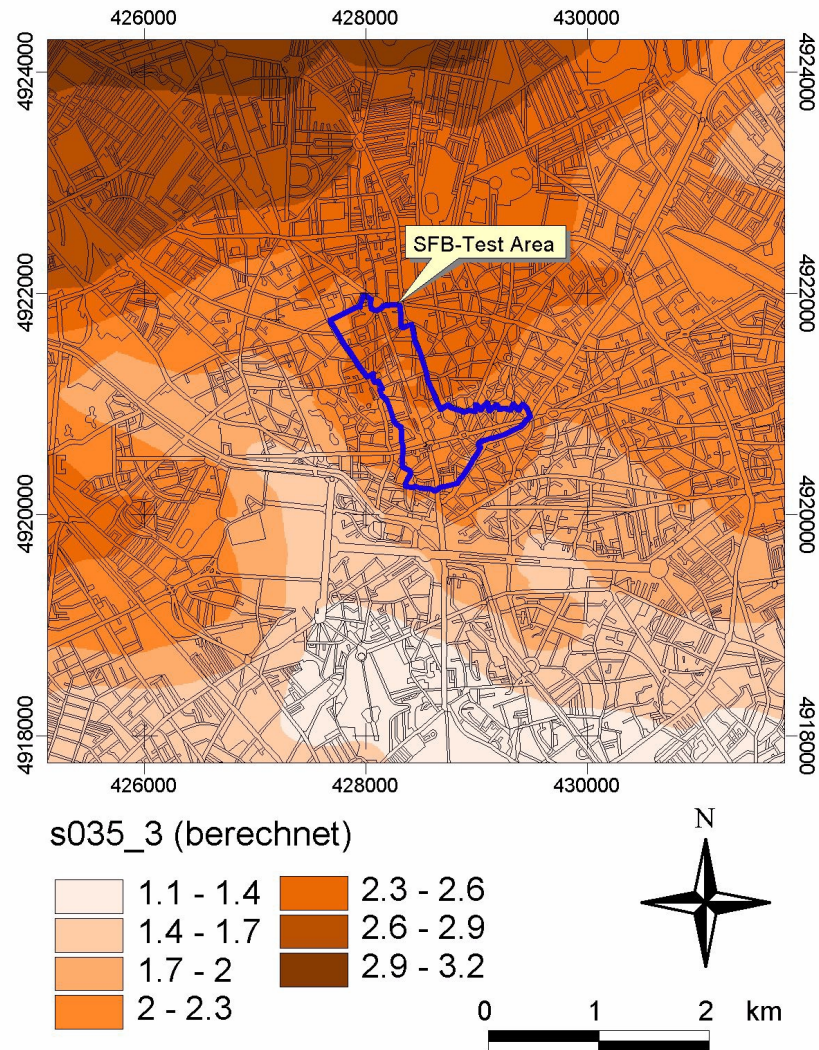 426000 428000 430000
4924000 4924000
SFB-Test Area
4922000 4922000
4920000 4920000
4918000 4918000
426000 428000 430000
s035_3 (berechnet)
N
1.1 - 1.4 2.3 - 2.6
1.4 - 1.7 2.6 - 2.9
1.7 - 2 2.9 - 3.2
2 - 2.3
0 1 2 km